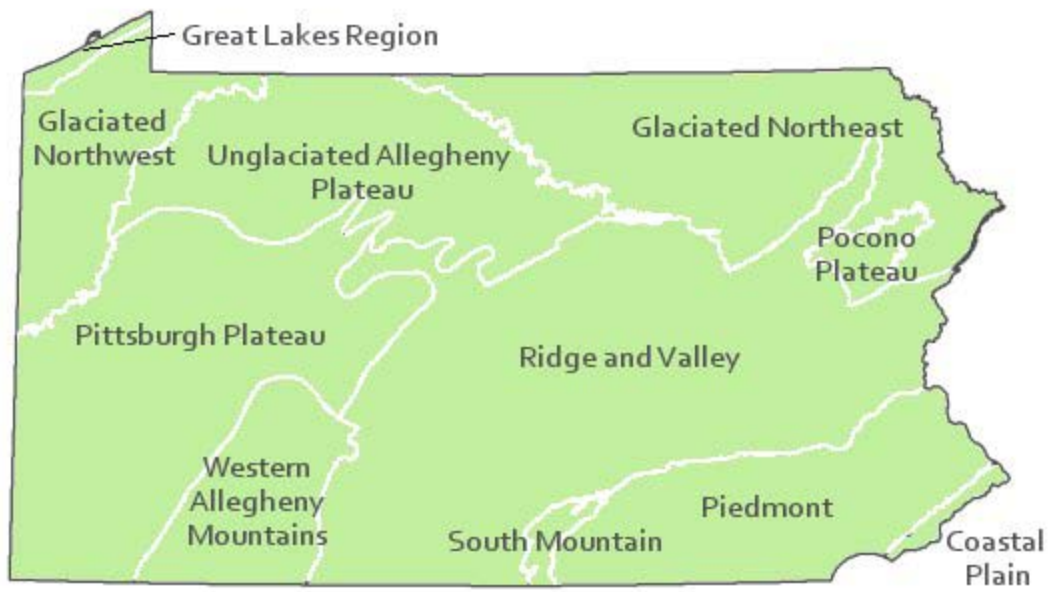 Great Lakes Region
Glaciated
Northwest
Unglaciated Allegheny
Plateau
Glaciated Northeast
Pocono
Plateau
Pittsburgh Plateau
Ridge and Valley
Western
Allegheny
Mountains
South Mountain
Piedmont
Coastal
Plain